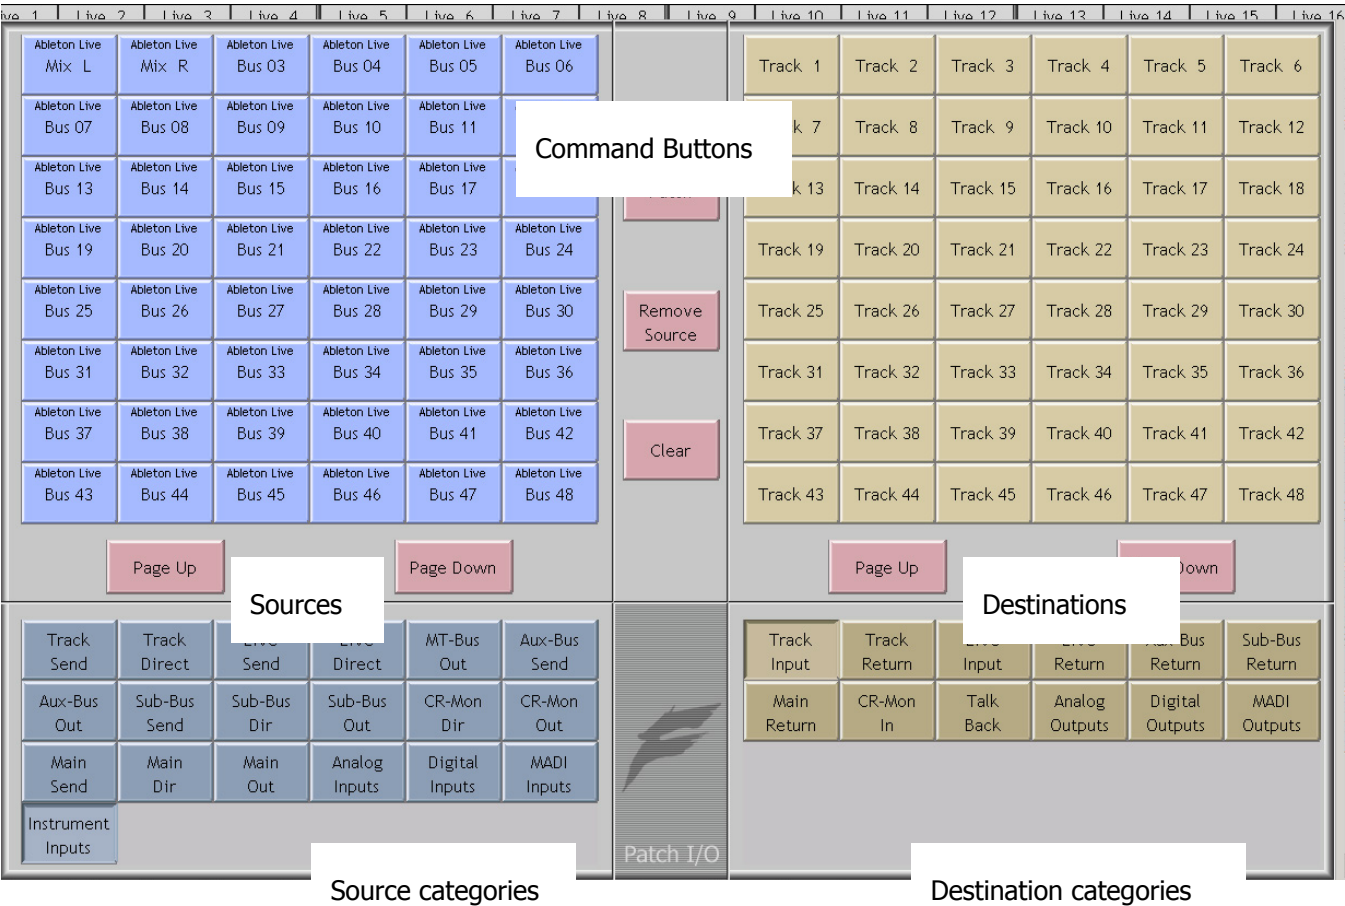 Live 7 Live 8 Live 9 Live 10 Live 11 Live 12 Live 13 Live 14 Live 15 Live 16
Ableton Live Mix L
Ableton Live Mix R
Ableton Live Bus 03
Ableton Live Bus 04
Ableton Live Bus 05
Ableton Live Bus 06
Ableton Live Bus 07
Ableton Live Bus 08
Ableton Live Bus 09
Ableton Live Bus 10
Ableton Live Bus 11
Ableton Live Bus 13
Ableton Live Bus 14
Ableton Live Bus 15
Ableton Live Bus 16
Ableton Live Bus 17
Ableton Live Bus 19
Ableton Live Bus 20
Ableton Live Bus 21
Ableton Live Bus 22
Ableton Live Bus 23
Ableton Live Bus 24
Ableton Live Bus 25
Ableton Live Bus 26
Ableton Live Bus 27
Ableton Live Bus 28
Ableton Live Bus 29
Ableton Live Bus 30
Ableton Live Bus 31
Ableton Live Bus 32
Ableton Live Bus 33
Ableton Live Bus 34
Ableton Live Bus 35
Ableton Live Bus 36
Ableton Live Bus 37
Ableton Live Bus 38
Ableton Live Bus 39
Ableton Live Bus 40
Ableton Live Bus 41
Ableton Live Bus 42
Ableton Live Bus 43
Ableton Live Bus 44
Ableton Live Bus 45
Ableton Live Bus 46
Ableton Live Bus 47
Ableton Live Bus 48
Page Up
Page Down
Sources
Command Buttons
Remove
Source
Clear
Track 1 Track 2 Track 3 Track 4 Track 5 Track 6
7 Track 8 Track 9 Track 10 Track 11 Track 12
13 Track 14 Track 15 Track 16 Track 17 Track 18
Track 19 Track 20 Track 21 Track 22 Track 23 Track 24
Track 25 Track 26 Track 27 Track 28 Track 29 Track 30
Track 31 Track 32 Track 33 Track 34 Track 35 Track 36
Track 37 Track 38 Track 39 Track 40 Track 41 Track 42
Track 43 Track 44 Track 45 Track 46 Track 47 Track 48
Page Up
Down
Destinations
Track Send
Track Direct
Send
Direct
MT-Bus Out
Aux-Bus Send
Aux-Bus Out
Sub-Bus Send
Sub-Bus Dir
Sub-Bus Out
CR-Mon Dir
CR-Mon Out
Main Send
Main Dir
Main Out
Analog Inputs
Digital Inputs
MADI Inputs
Instrument Inputs
Source categories
Patch I/O
Track Input
Track Return
Input
Return
Return
Sub-Bus Return
Main Return
CR-Mon In
Talk Back
Analog Outputs
Digital Outputs
MADI Outputs
Destination categories